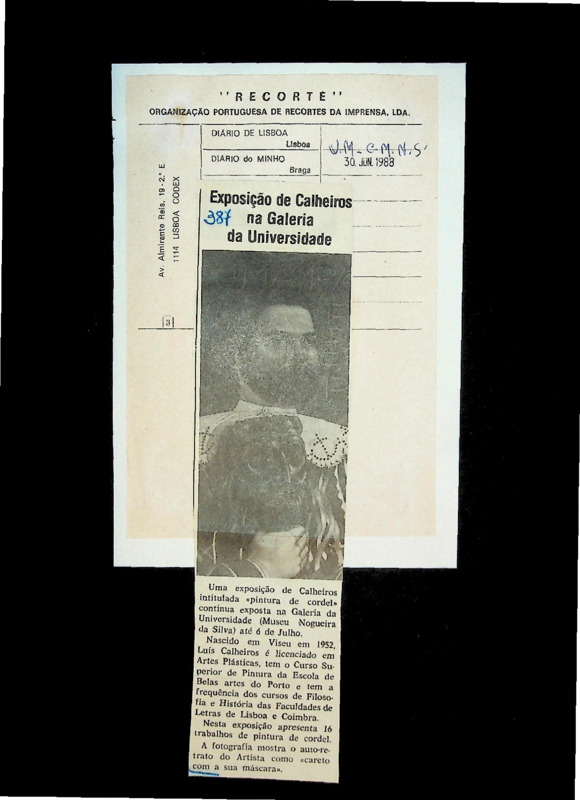 "RECORTE"
ORGANIZAÇÃO PORTUGUESA DE RECORTES DA IMPRENSA, LDA.
DIÁRIO DE LISBOA
Lisboa
DIÁRIO do MINHO
Braga
30. JUN. 1988
Av. Almirante Reis, 19-2.º E
1114 LISBOA CODEX
Exposição de Calheiros
387 na Galeria
da Universidade
Uma exposição de Calheiros
intitulada «pintura de cordel»
continua exposta na Galeria da
Universidade (Museu Nogueira
da Silva) até 6 de Julho.
Nascido em Viseu em 1952,
Luís Calheiros é licenciado em
Artes Plásticas, tem o Curso Su-
perior de Pintura da Escola de
Belas artes do Porto e tem a
frequência dos cursos de Filoso-
fia e História das Faculdades de
Letras de Lisboa e Coimbra.
Nesta exposição apresenta 16
trabalhos de pintura de cordel.
A fotografia mostra o auto-re-
trato do Artista como «careto
com a sua máscara».